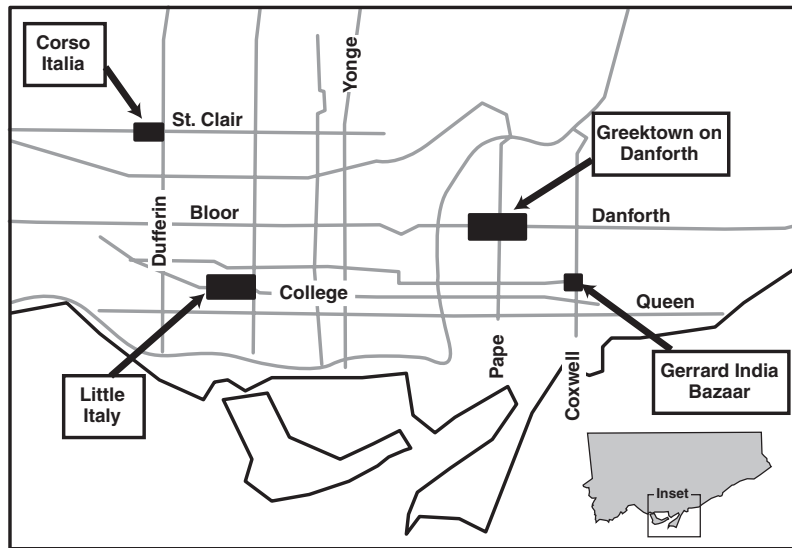 Corso
Italia
Yonge
St. Clair
Greektown on
Danforth
Dufferin
Bloor
Danforth
College
Queen
Little
Italy
Pape
Coxwell
Gerrard India
Bazaar
Inset